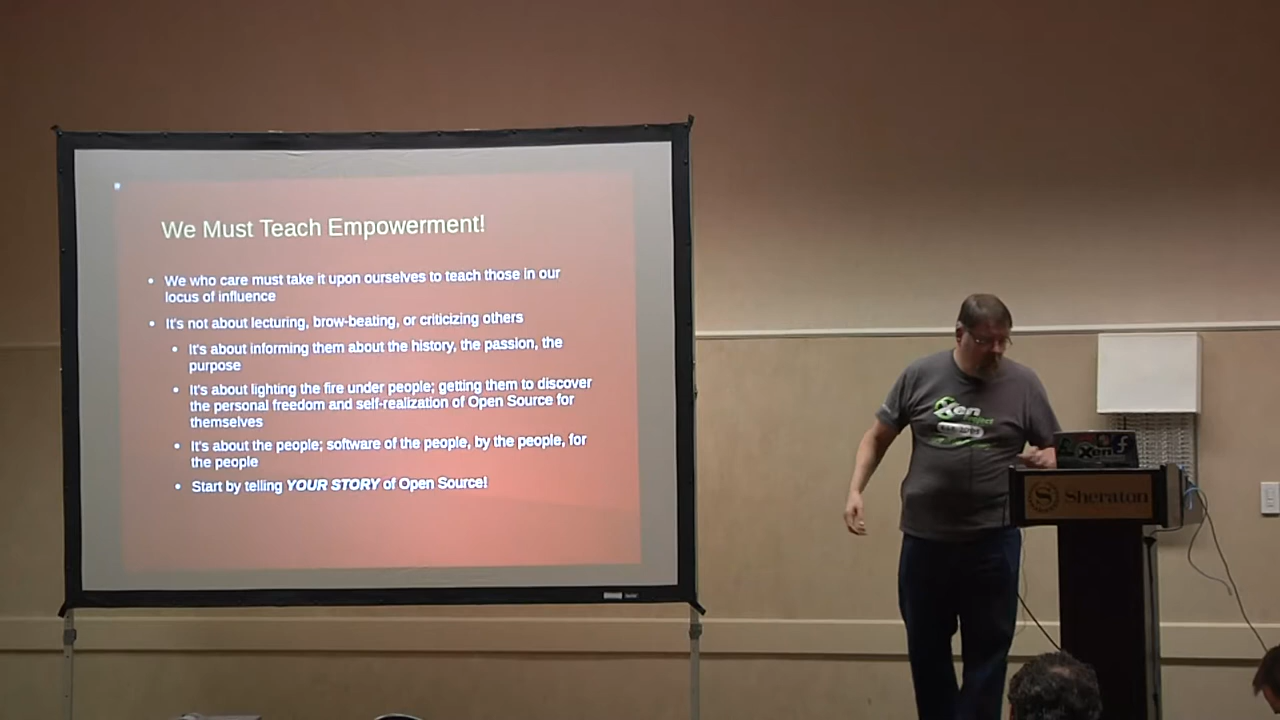 We Must Teach Empowerment!
We who care must take it upon ourselves to teach those in our
locus of influence
It's not about lecturing, brow-beating, or criticizing others
It's about informing them about the history, the passion, the
purpose
It's about lighting the fire under people; getting them to discover
the personal freedom and self-realization of Open Source for
themselves
It's about the people; software of the people, by the people, for
the people
Start by telling YOUR STORY of Open Source!
Xen
Xen
S Sheraton